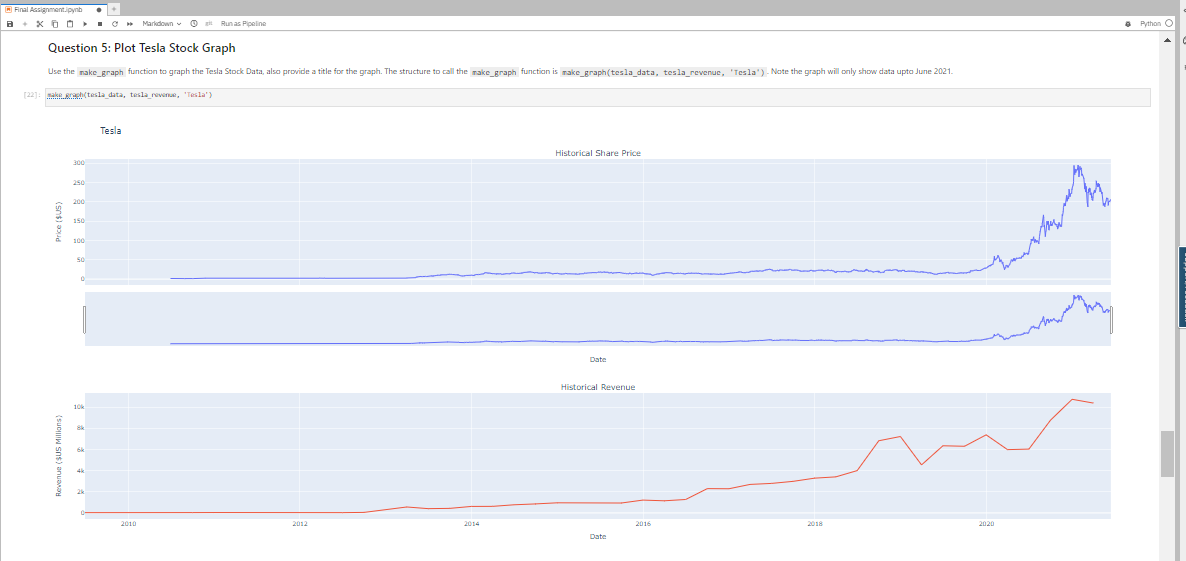 Final Assignment.ipynb
Markdown
Run as Pipeline
Python
Question 5: Plot Tesla Stock Graph
Use the make_graph function to graph the Tesla Stock Data, also provide a title for the graph. The structure to call the make_graph function is make_graph(tesla_data, tesla_revenue, 'Tesla'). Note the graph will only show data upto June 2021.
[22]: make_graph(tesla_data, tesla_revenue, 'Tesla')
Tesla
Historical Share Price
Price ($US)
300
250
200
150
100
50
0
Date
Historical Revenue
Revenue ($US Millions)
10k
8k
6k
4k
2k
0
2010 2012 2014 2016 2018 2020
Date